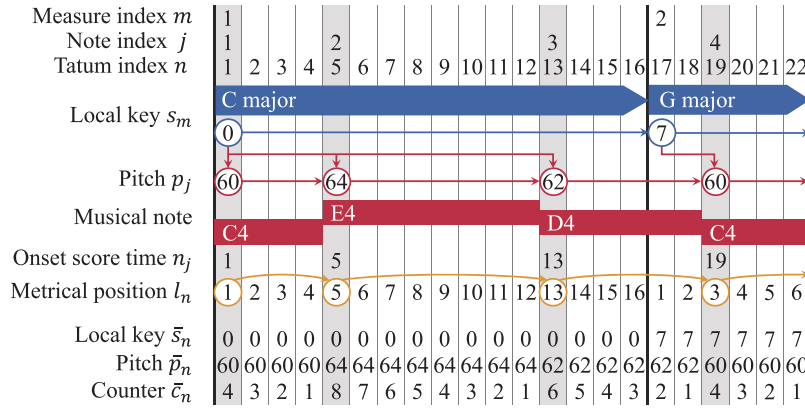 Measure index m 1 2
Note index j 1 2 3 4
Tatum index n 1 2 3 4 5 6 7 8 9 10 11 12 13 14 15 16 17 18 19 20 21 22
C major G major
Local key sₘ
0 7
Pitch pⱼ 60 64 62 60
Musical note E4
C4 D4 C4
Onset score time nⱼ 1 5 13 19
Metrical position lₙ 1 2 3 4 5 6 7 8 9 10 11 12 13 14 15 16 1 2 3 4 5 6
Local key s̄ₙ 0 0 0 0 0 0 0 0 0 0 0 0 0 0 0 0 7 7 7 7 7 7
Pitch p̄ₙ 60 60 60 60 64 64 64 64 64 64 64 64 62 62 62 62 62 62 60 60 60 60
Counter c̄ₙ 4 3 2 1 8 7 6 5 4 3 2 1 6 5 4 3 2 1 4 3 2 1